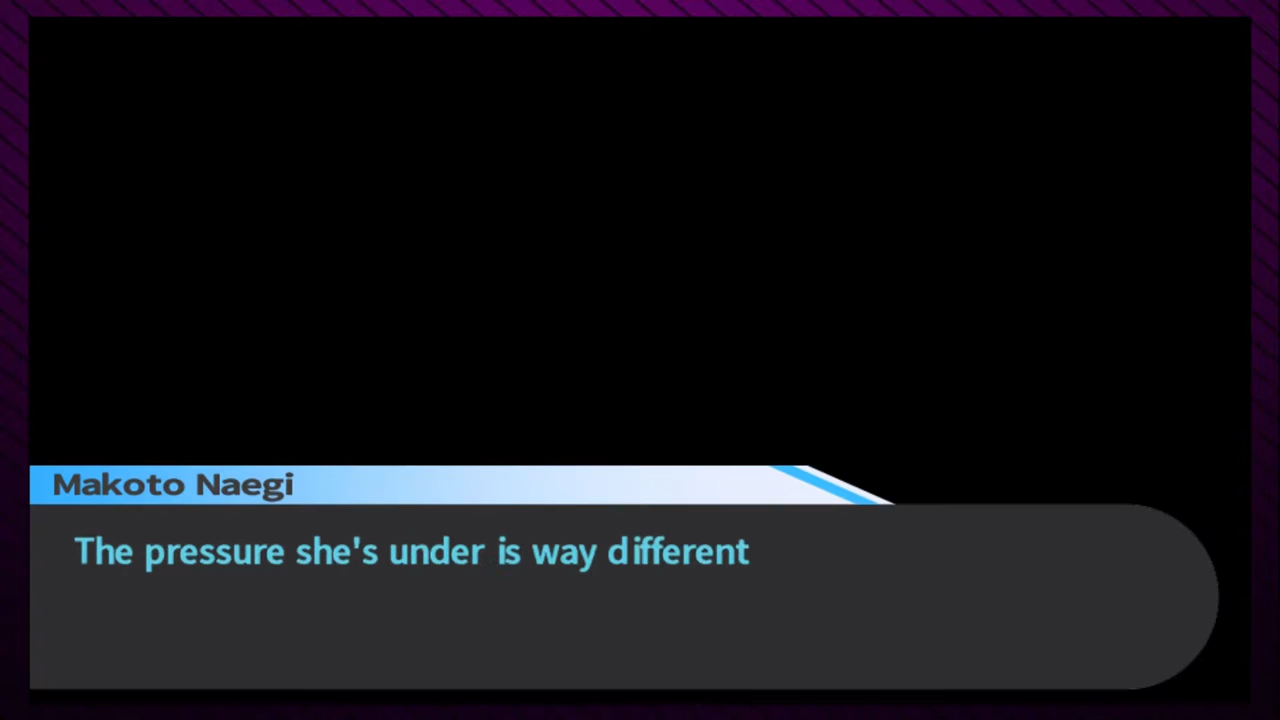 Makoto Naegi
The pressure she's under is way different